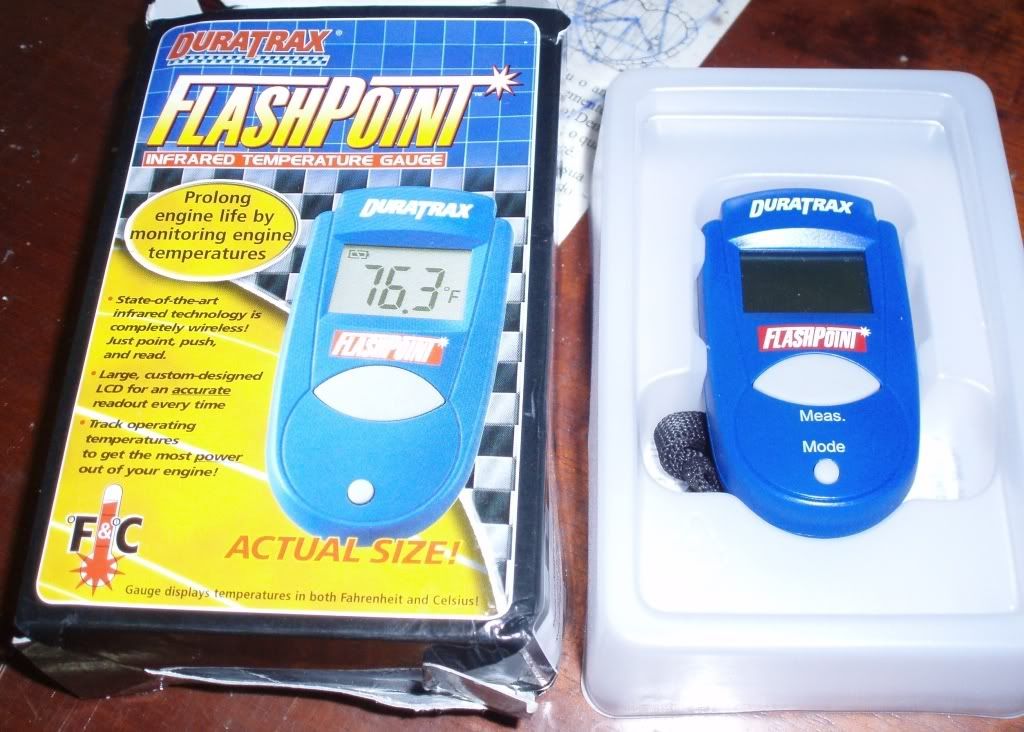 DURATRAX®
FLASHPOINT™
INFRARED TEMPERATURE GAUGE
Prolong
engine life by
monitoring engine
temperatures
• State-of-the-art
infrared technology is
completely wireless!
Just point, push,
and read.
• Large, custom-designed
LCD for an accurate
readout every time
• Track operating
temperatures
to get the most power
out of your engine!
°F & °C
DURATRAX
76.3°F
FLASHPOINT
ACTUAL SIZE!
Gauge displays temperatures in both Fahrenheit and Celsius!
DURATRAX
FLASHPOINT
Meas.
Mode